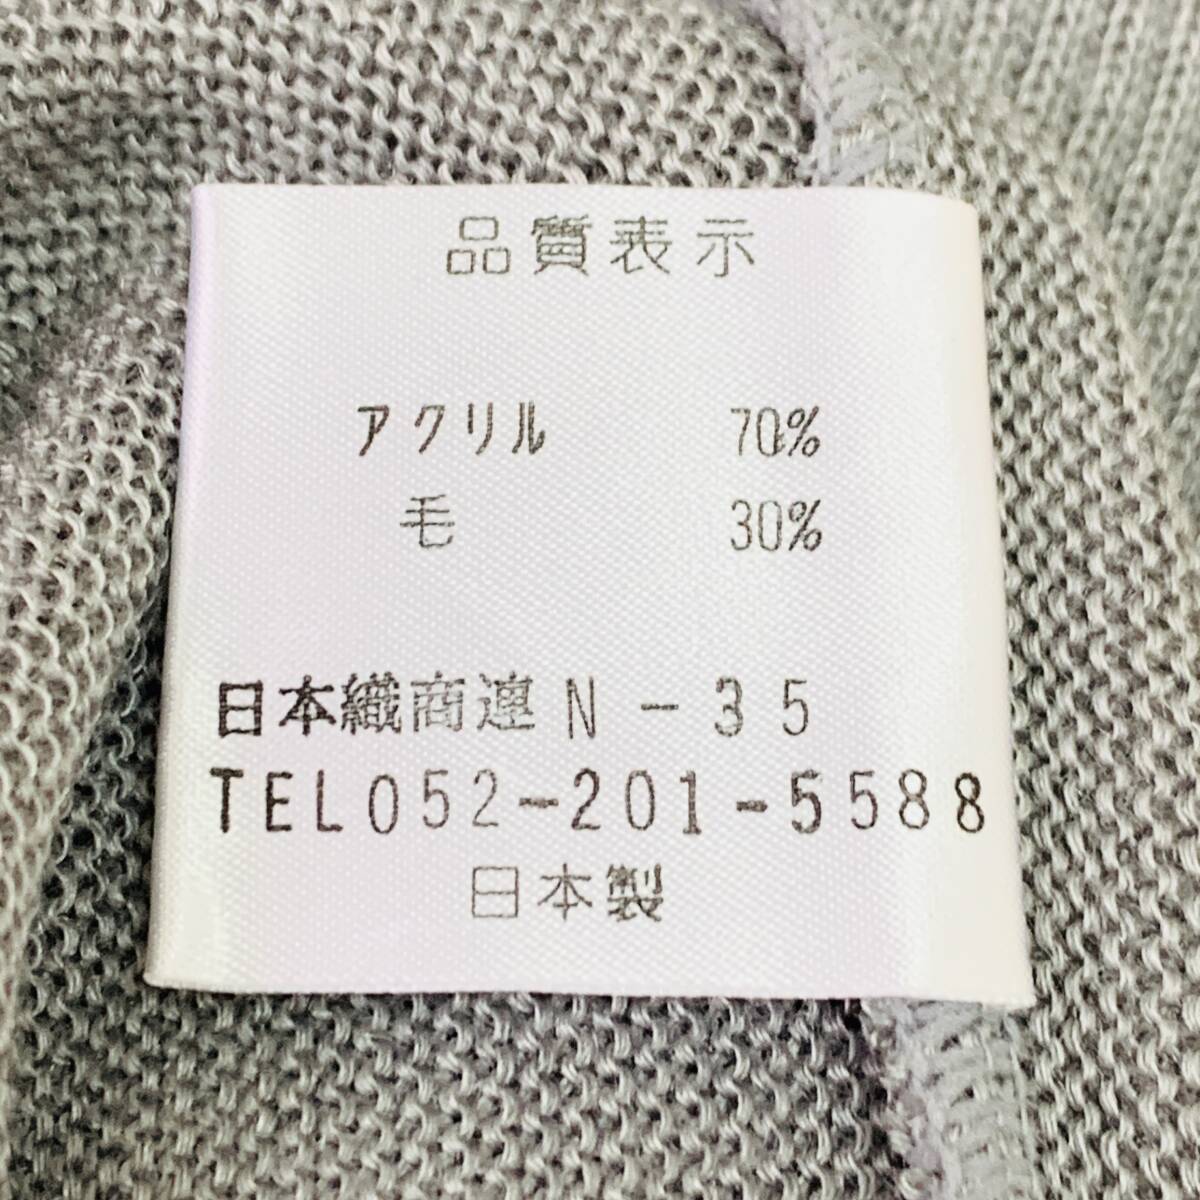 品質表示
アクリル 70%
毛 30%
日本織商連N-35
TEL052-201-5588
日本製